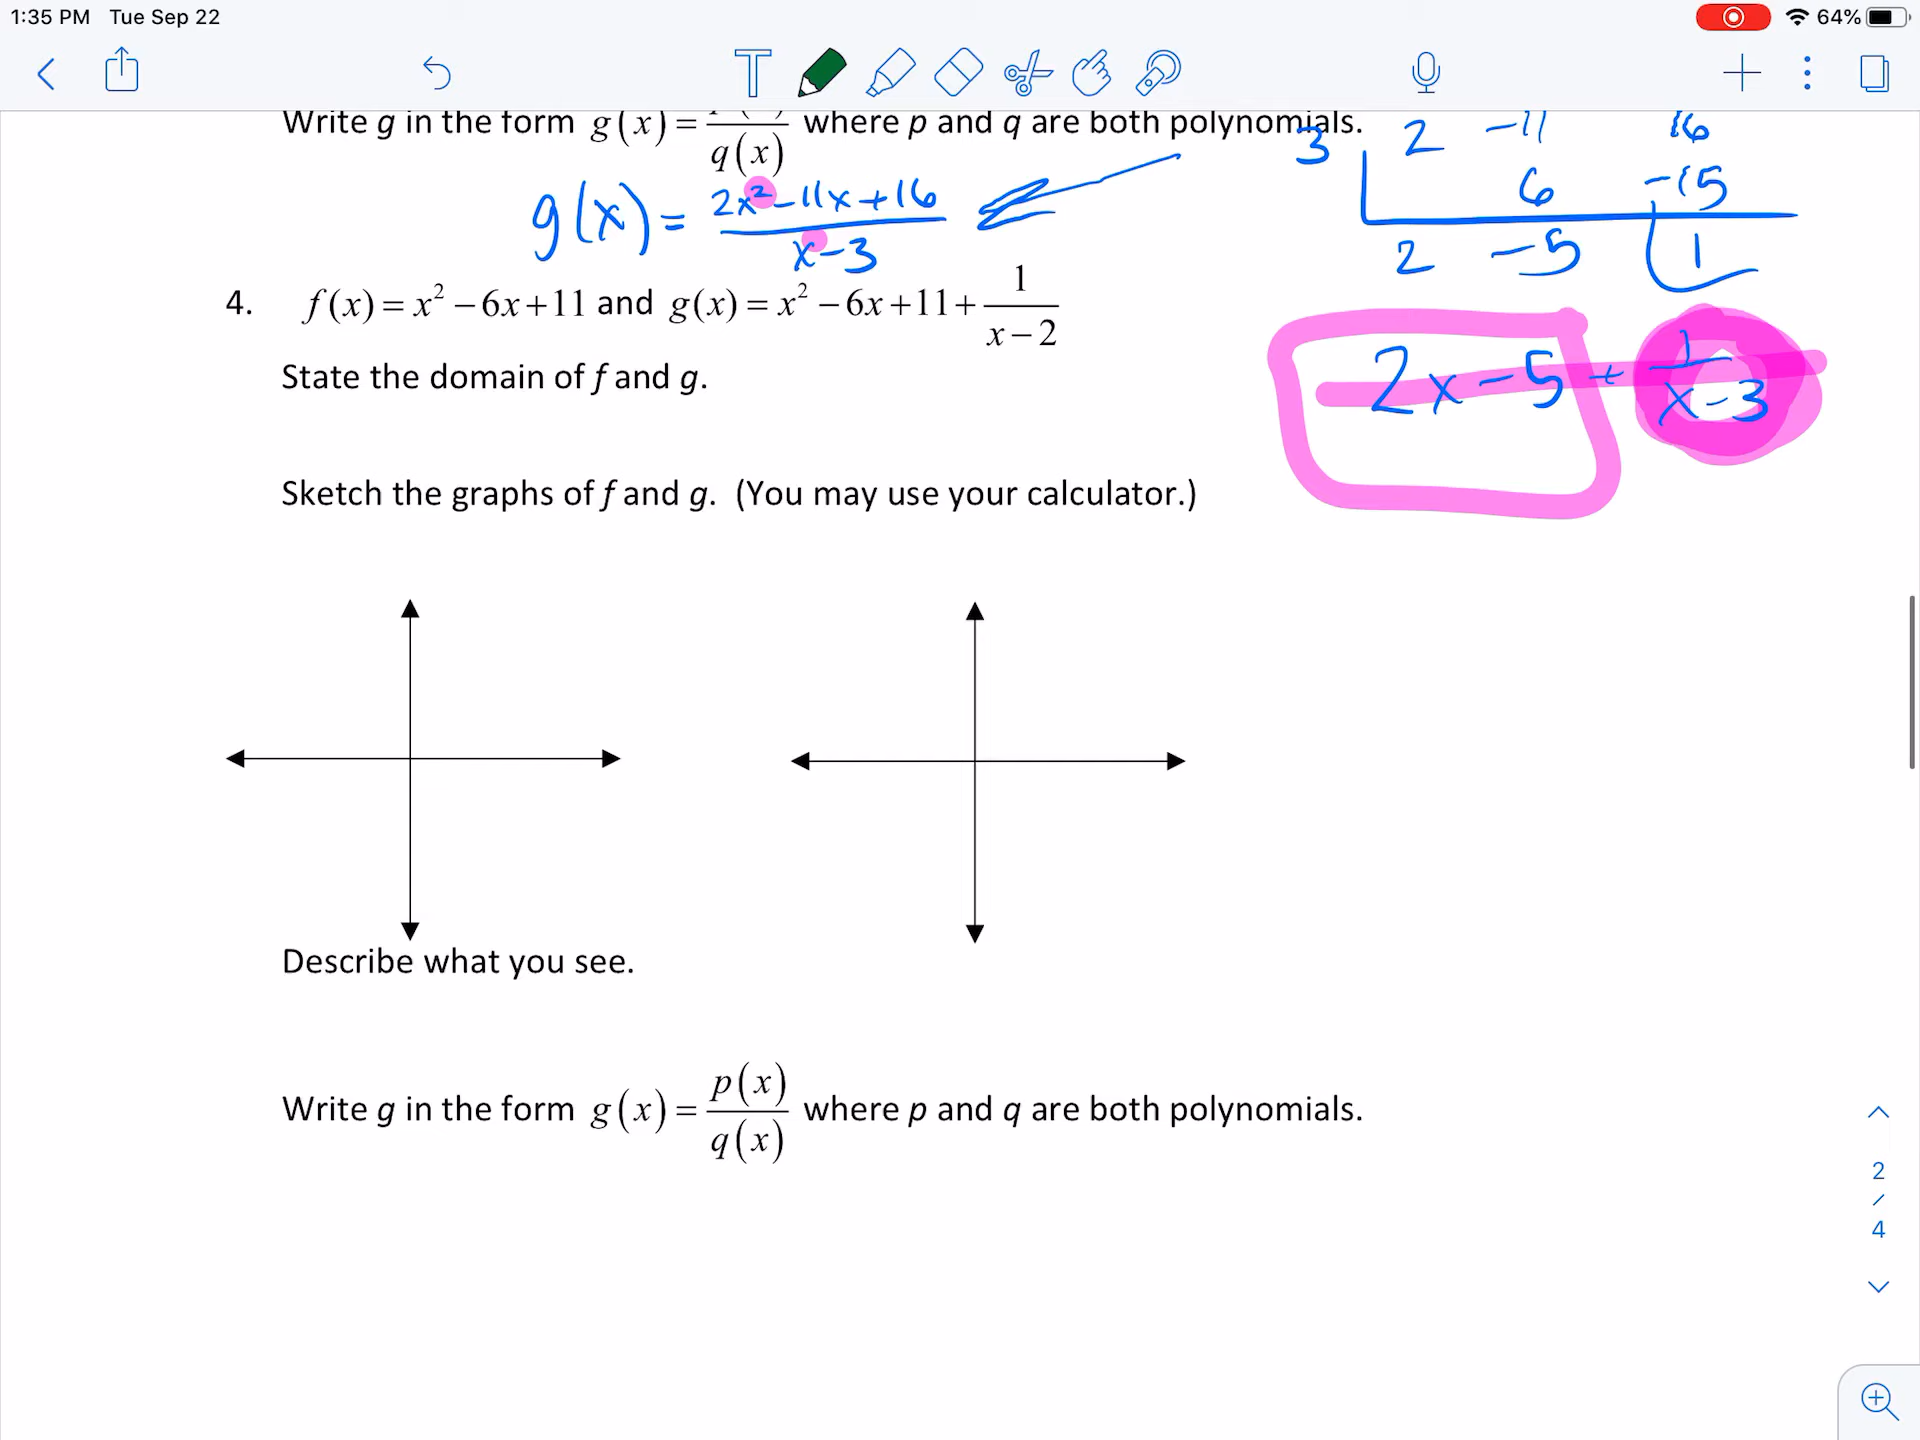 1:35 PM Tue Sep 22
64%
T
Write g in the form g(x) = p(x)/q(x) where p and q are both polynomials.
g(x) = (2x² - 11x + 16)/(x - 3)
3 2 -11 16
6 -15
2 -5 1
2x - 5 + 1/(x - 3)
4. f(x) = x² − 6x + 11 and g(x) = x² − 6x + 11 + 1/(x − 2)
State the domain of f and g.
Sketch the graphs of f and g. (You may use your calculator.)
Describe what you see.
Write g in the form g(x) = p(x)/q(x) where p and q are both polynomials.
2
/
4